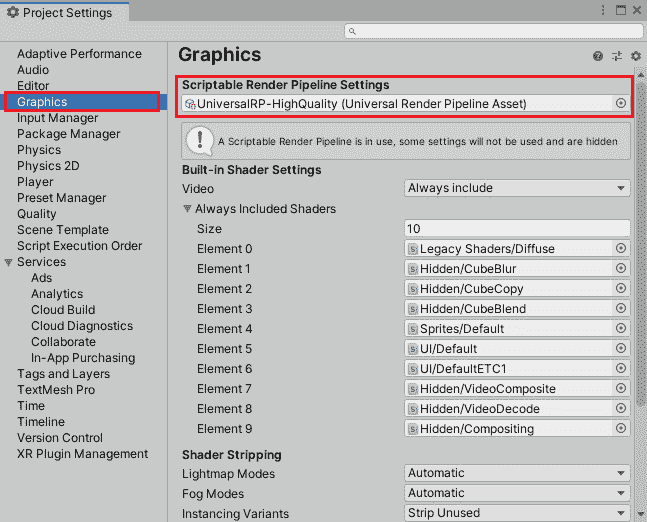 Project Settings
Adaptive Performance
Audio
Editor
Graphics
Input Manager
Package Manager
Physics
Physics 2D
Player
Preset Manager
Quality
Scene Template
Script Execution Order
Services
Ads
Analytics
Cloud Build
Cloud Diagnostics
Collaborate
In-App Purchasing
Tags and Layers
TextMesh Pro
Time
Timeline
Version Control
XR Plugin Management
Graphics
Scriptable Render Pipeline Settings
UniversalRP-HighQuality (Universal Render Pipeline Asset)
A Scriptable Render Pipeline is in use, some settings will not be used and are hidden
Built-in Shader Settings
Video Always include
Always Included Shaders
Size 10
Element 0 Legacy Shaders/Diffuse
Element 1 Hidden/CubeBlur
Element 2 Hidden/CubeCopy
Element 3 Hidden/CubeBlend
Element 4 Sprites/Default
Element 5 UI/Default
Element 6 UI/DefaultETC1
Element 7 Hidden/VideoComposite
Element 8 Hidden/VideoDecode
Element 9 Hidden/Compositing
Shader Stripping
Lightmap Modes Automatic
Fog Modes Automatic
Instancing Variants Strip Unused